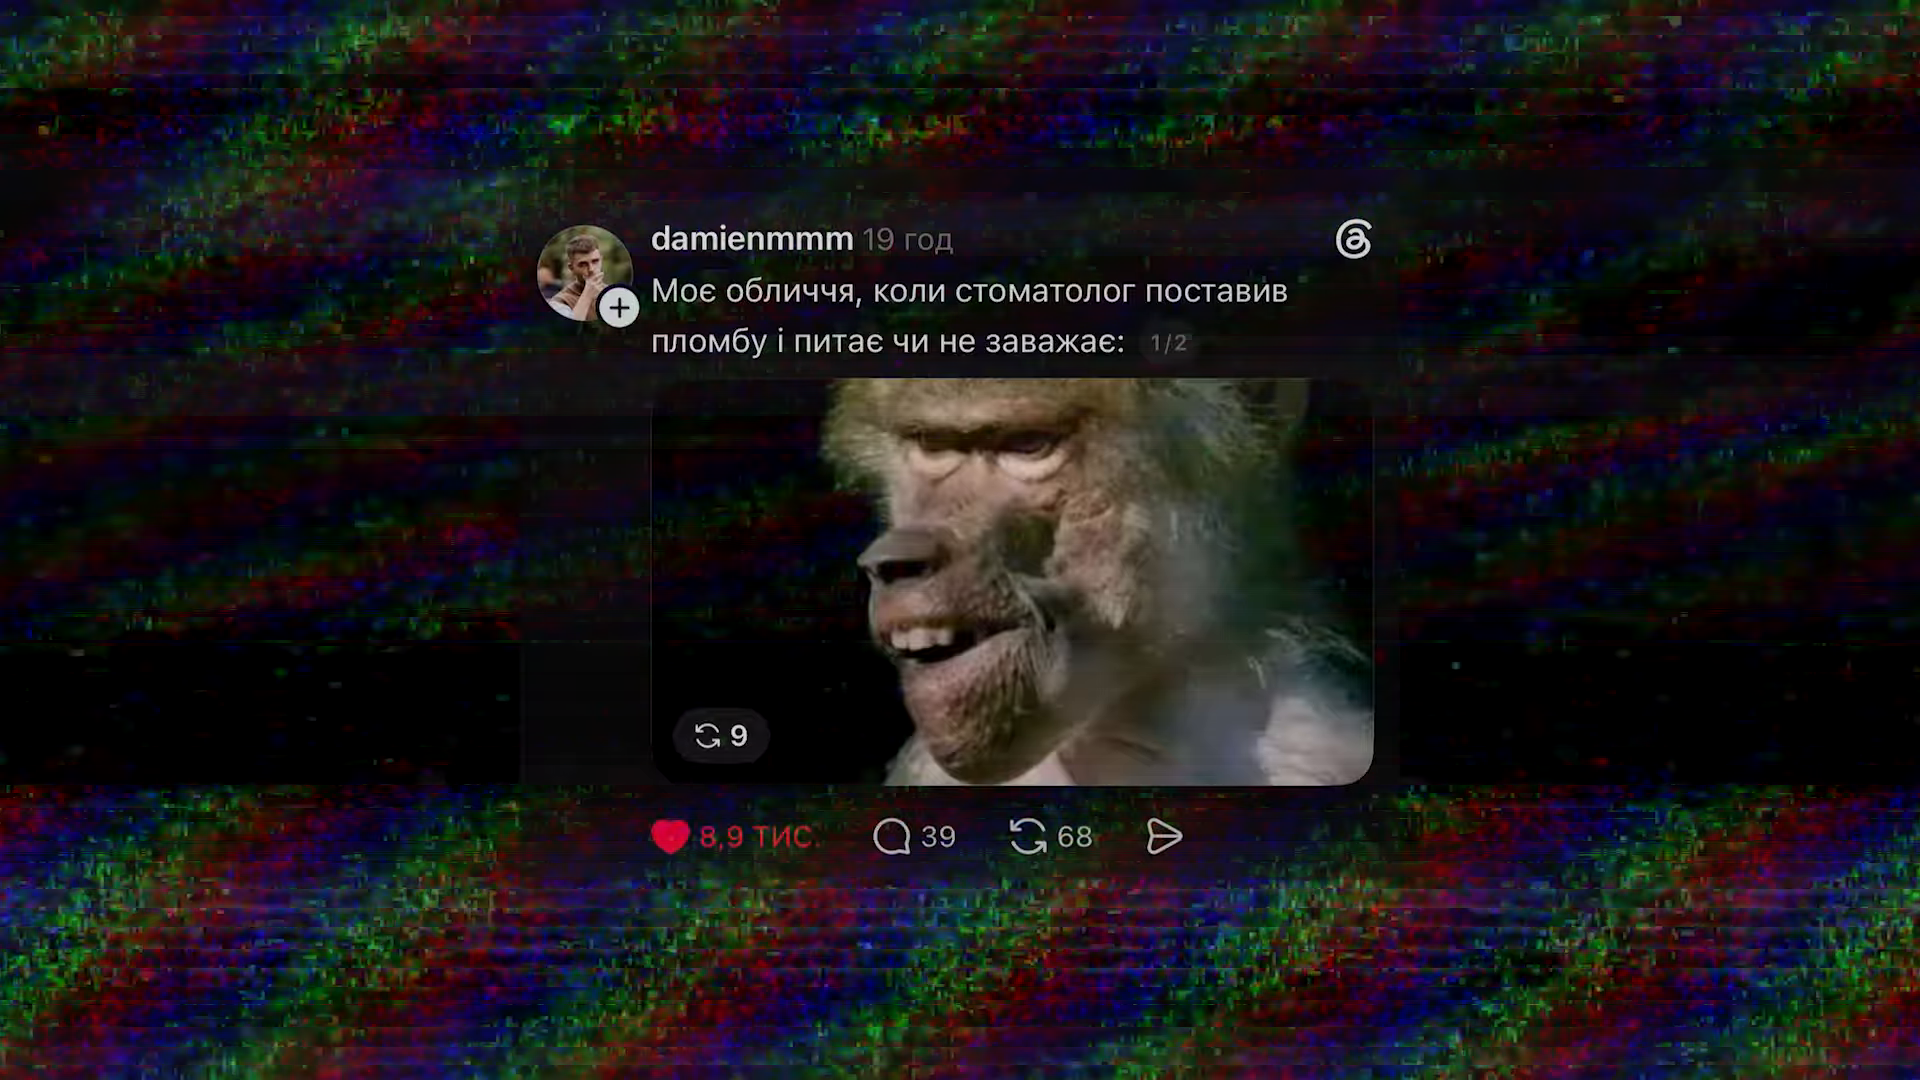 damienmmm 19 год
Моє обличчя, коли стоматолог поставив
пломбу і питає чи не заважає: 1/2
9
8,9 ТИС. 39 68